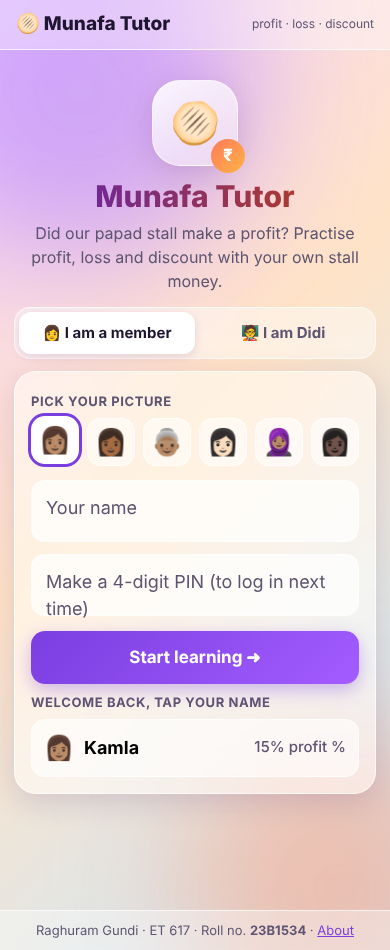 Munafa Tutor
profit · loss · discount
₹
Munafa Tutor
Did our papad stall make a profit? Practise
profit, loss and discount with your own stall
money.
I am a member
I am Didi
PICK YOUR PICTURE
Your name
Make a 4-digit PIN (to log in next
time)
Start learning ➜
WELCOME BACK, TAP YOUR NAME
Kamla
15% profit %
Raghuram Gundi · ET 617 · Roll no. 23B1534 · About